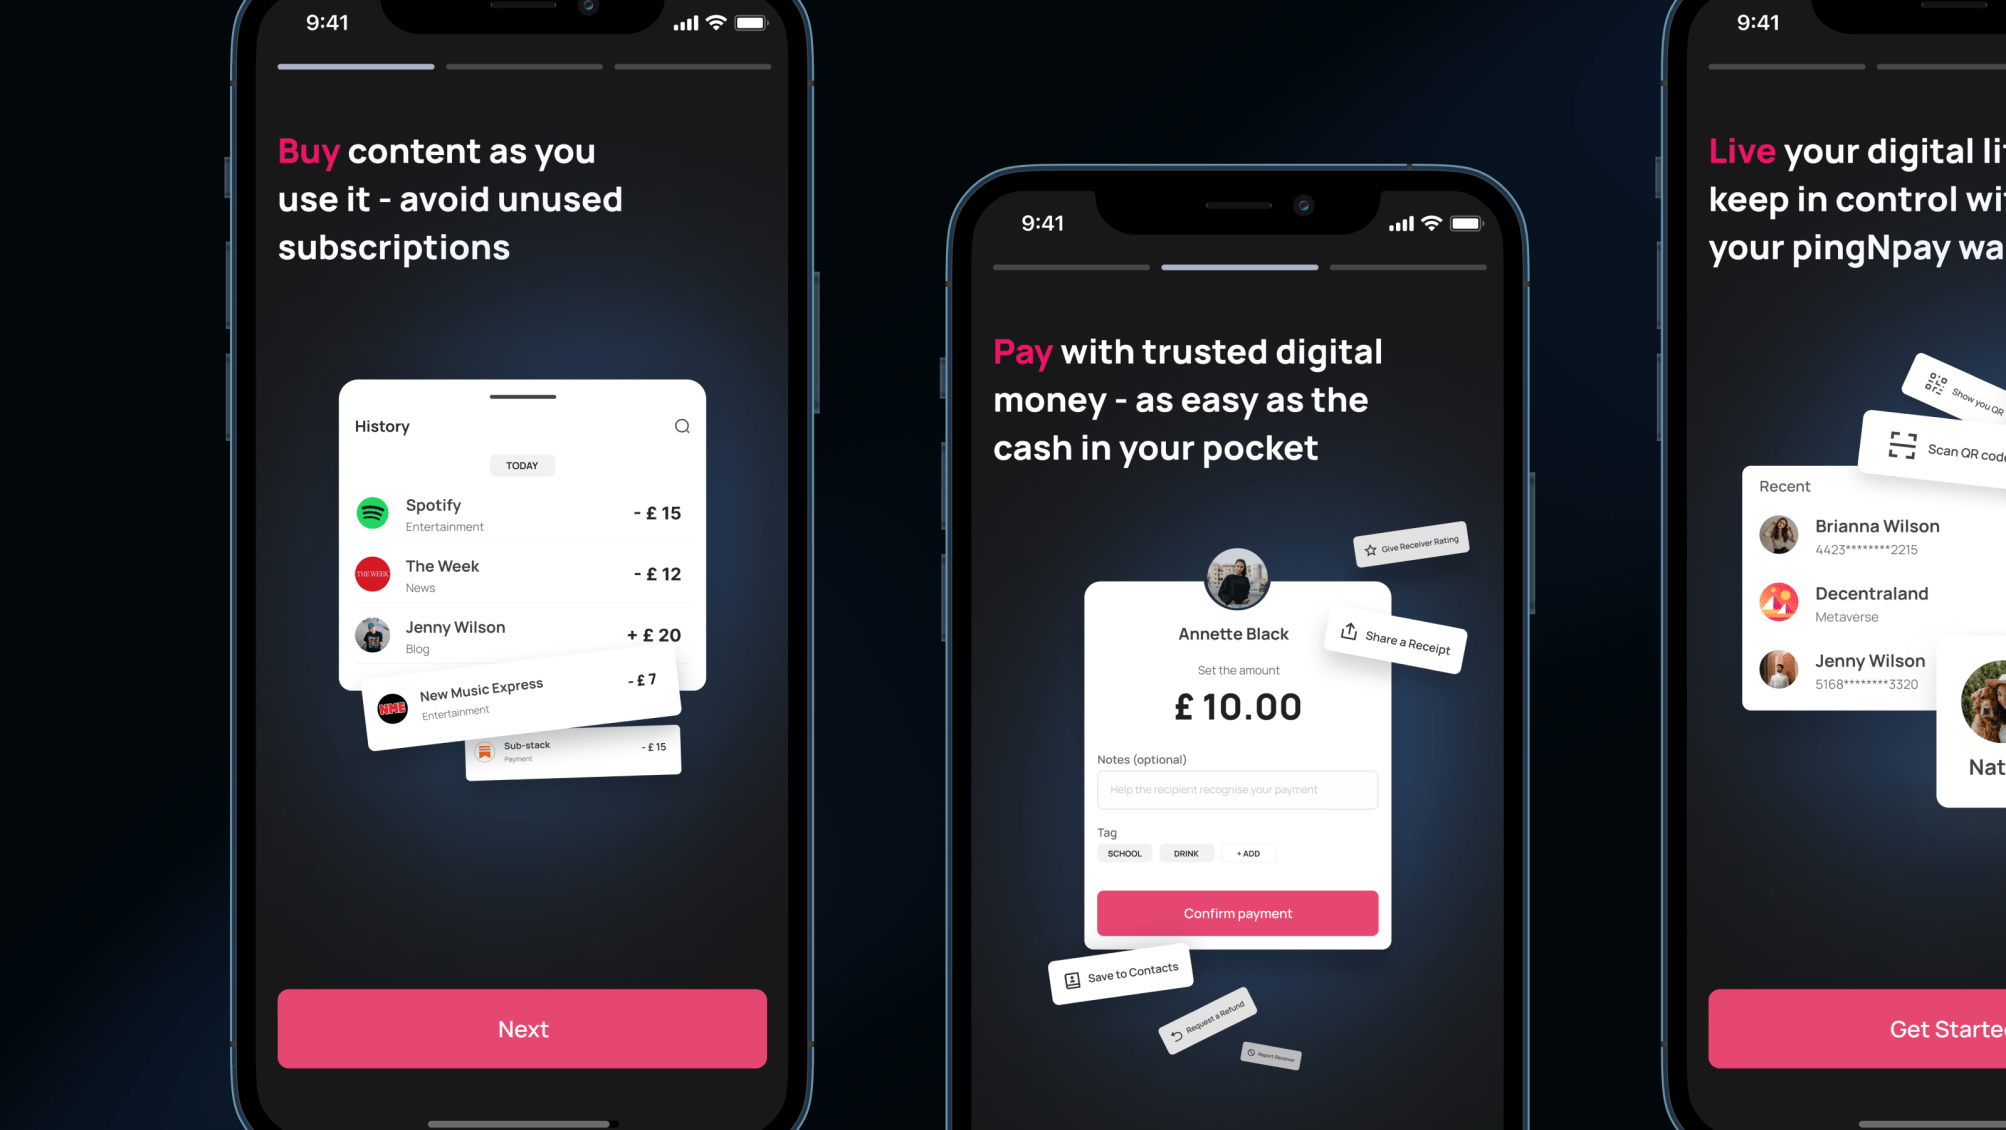 9:41
Buy content as you
use it - avoid unused
subscriptions
History
TODAY
Spotify
Entertainment
- £ 15
THE WEEK
The Week
News
- £ 12
Jenny Wilson
Blog
+ £ 20
NME
New Music Express
Entertainment
- £ 7
Sub-stack
Payment
- £ 15
Next
9:41
Pay with trusted digital
money - as easy as the
cash in your pocket
Give Receiver Rating
Share a Receipt
Annette Black
Set the amount
£ 10.00
Notes (optional)
Help the recipient recognise your payment
Tag
SCHOOL
DRINK
+ ADD
Confirm payment
Save to Contacts
Request a Refund
Report Receiver
9:41
Live your digital
keep in control
your pingNpay
Show you QR
Scan QR code
Recent
Brianna Wilson
4423********2215
Decentraland
Metaverse
Jenny Wilson
5168********3320
Nat
Get Started